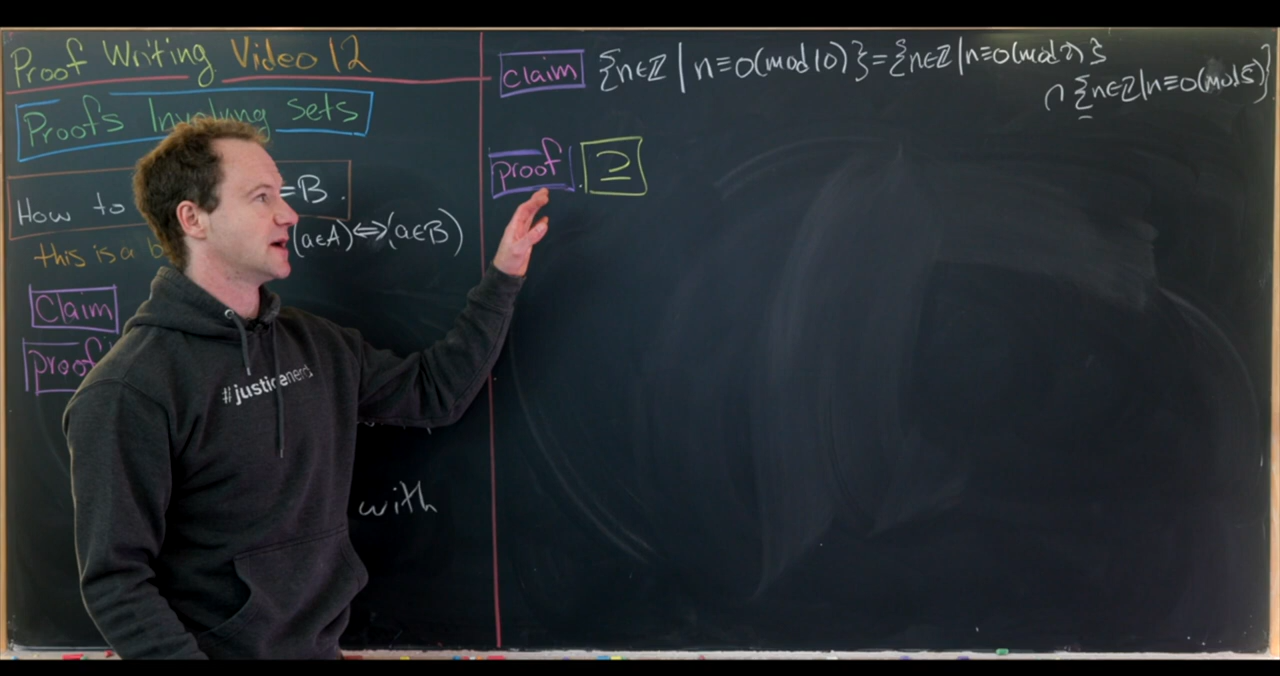 Proof Writing Video 12
Proofs Involving Sets
How to =B.
this is a (a∈A)⇔(a∈B)
Claim
proof
with
#justicenerd
claim {n∈ℤ | n≡0(mod 10)}={n∈ℤ|n≡0(mod 2)}
∩ {n∈ℤ|n≡0(mod 5)}
proof. ⊇